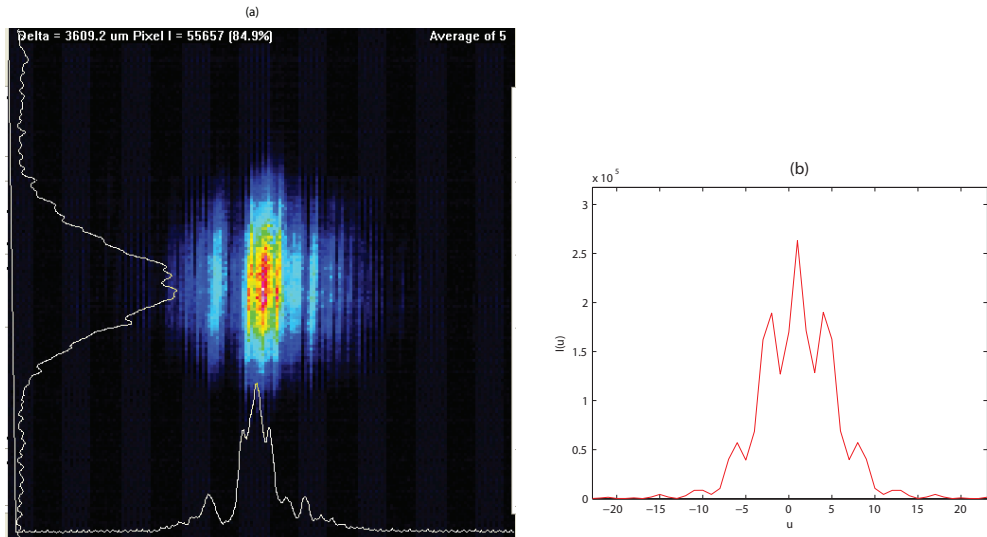 (a)
Delta = 3609.2 um Pixel I = 55657 (84.9%) Average of 5
(b)
x 10 5
3
2.5
2
1.5
1
0.5
0
−20 −15 −10 −5 0 5 10 15 20
I(u)
u